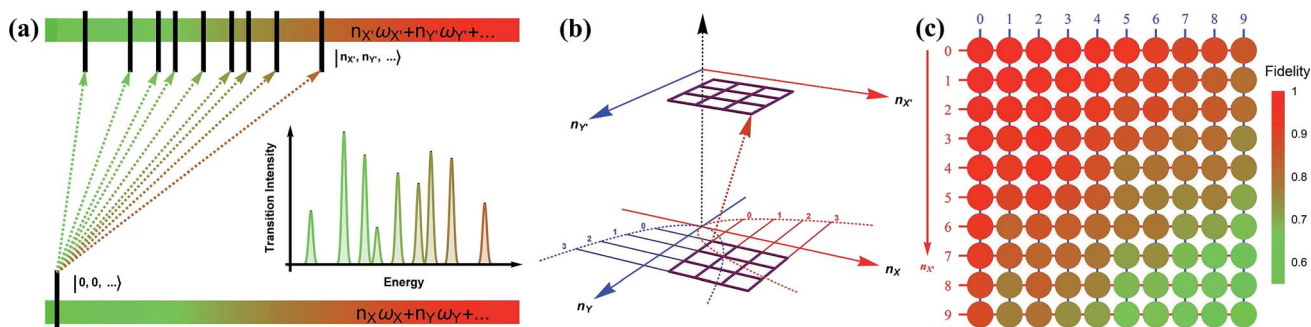 (a)
n_X'ω_X'+n_Y'ω_Y'+...
|n_X', n_Y', ...⟩
Transition Intensity
Energy
|0, 0, ...⟩
n_Xω_X+n_Yω_Y+...
(b)
n_X'
n_Y'
3 2 1 0
0 1 2 3
n_X
n_Y
(c)
0 1 2 3 4 5 6 7 8 9
0
1
2
3
4
5
6
7
8
9
n_X'
Fidelity
1
0.9
0.8
0.7
0.6